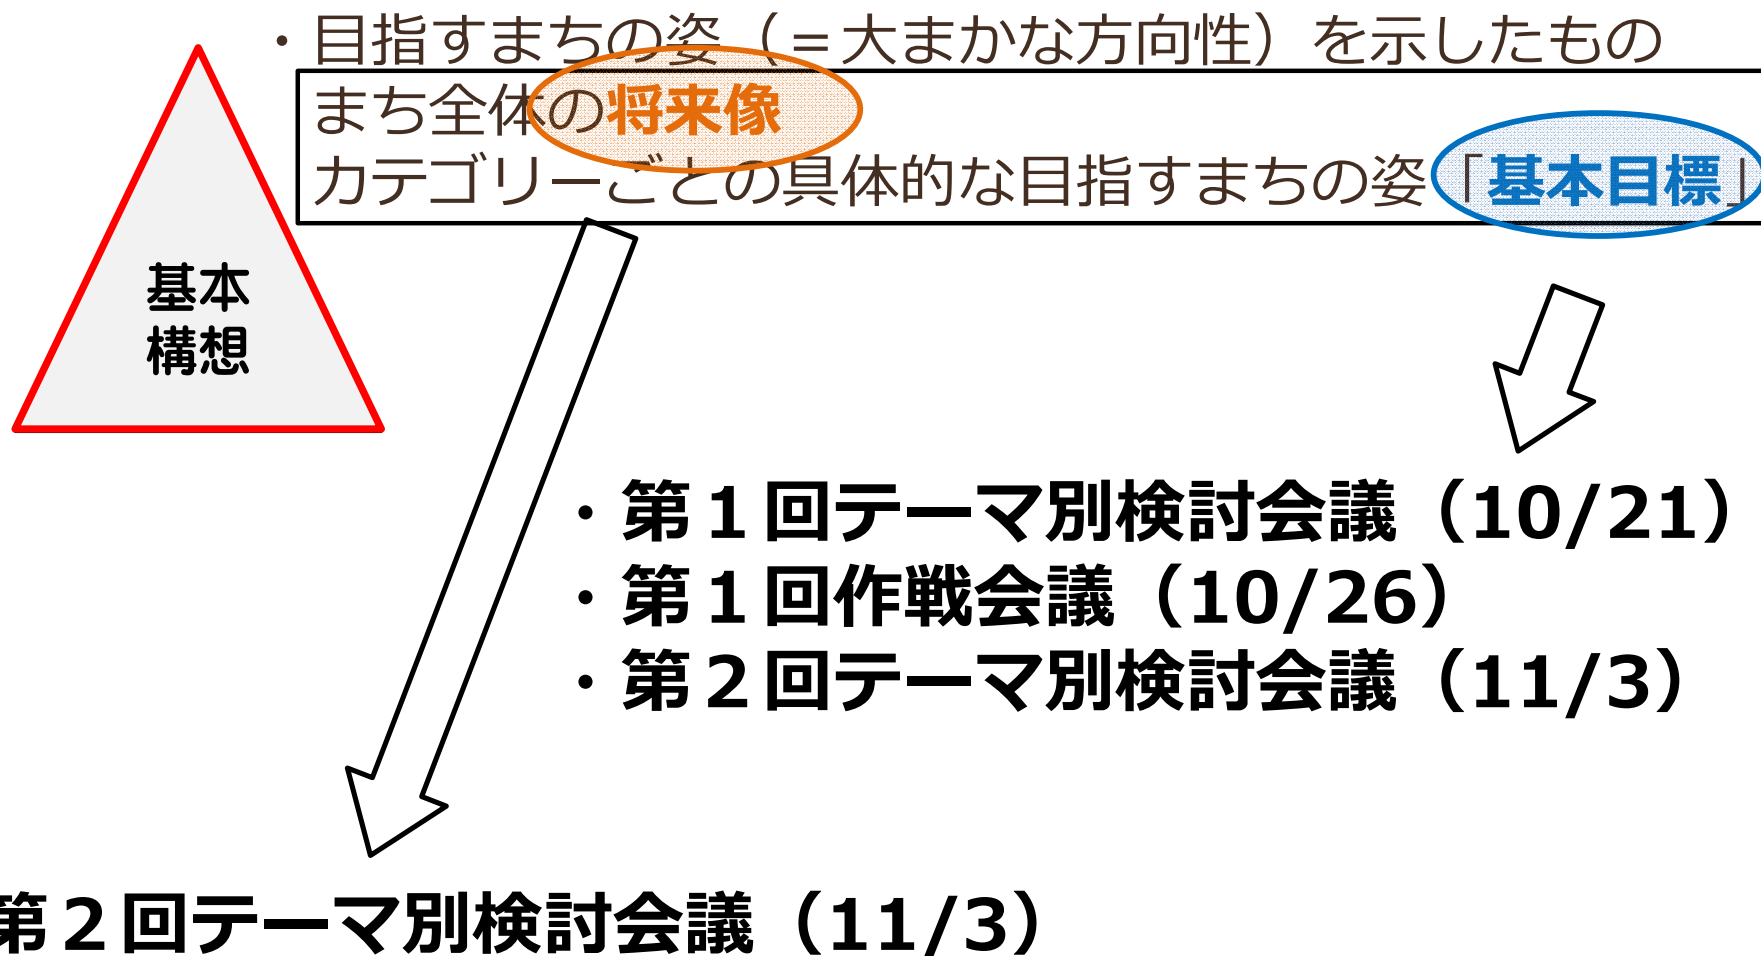 ・目指すまちの姿（＝大まかな方向性）を示したもの
まち全体の将来像
カテゴリーごとの具体的な目指すまちの姿「基本目標」
基本
構想
・第１回テーマ別検討会議（10/21）
・第１回作戦会議（10/26）
・第２回テーマ別検討会議（11/3）
第２回テーマ別検討会議（11/3）